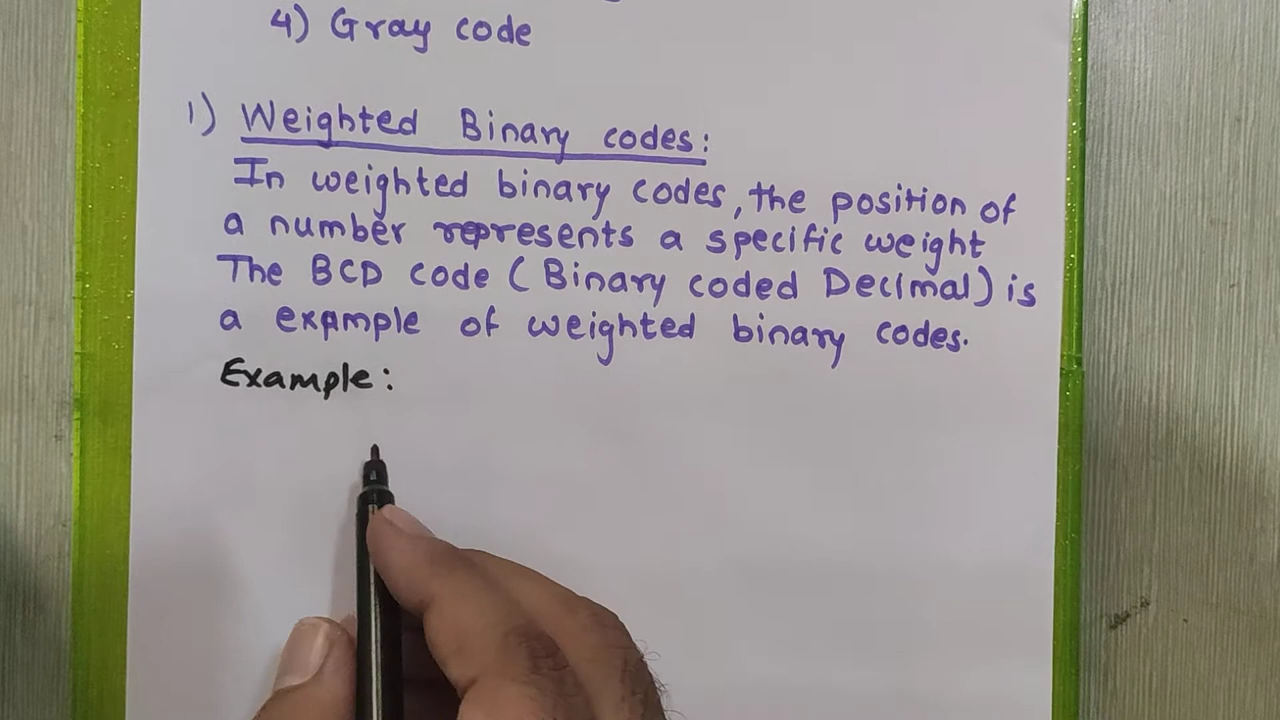 4) Gray code
1) Weighted Binary codes:
In weighted binary codes, the position of
a number represents a specific weight
The BCD code (Binary coded Decimal) is
a example of weighted binary codes.
Example: